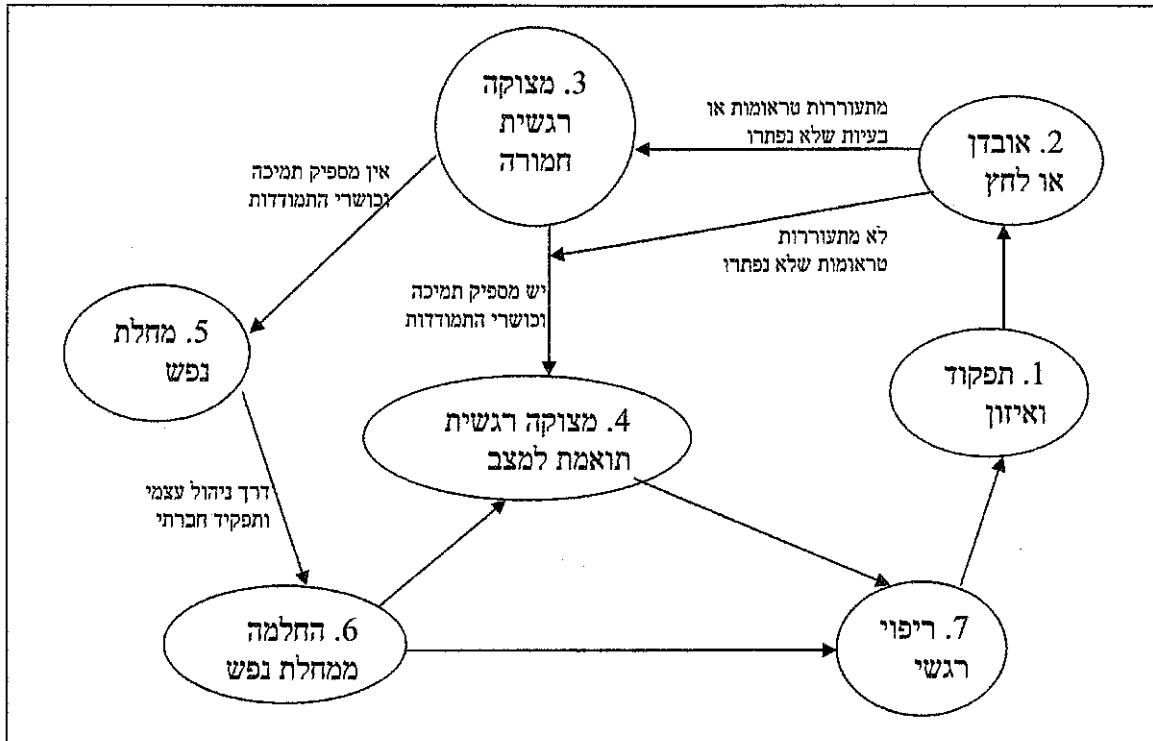 3. מצוקה
רגשית
חמורה
מתעוררות טראומות או
בעיות שלא נפתרו
2. אובדן
או לחץ
אין מספיק תמיכה
וכושרי התמודדות
לא מתעוררות
טראומות שלא נפתרו
יש מספיק תמיכה
וכושרי התמודדות
5. מחלת
נפש
1. תפקוד
ואיזון
4. מצוקה רגשית
תואמת למצב
דרך ניהול עצמי
ותפקיד חברתי
6. החלמה
ממחלת נפש
7. ריפוי
רגשי